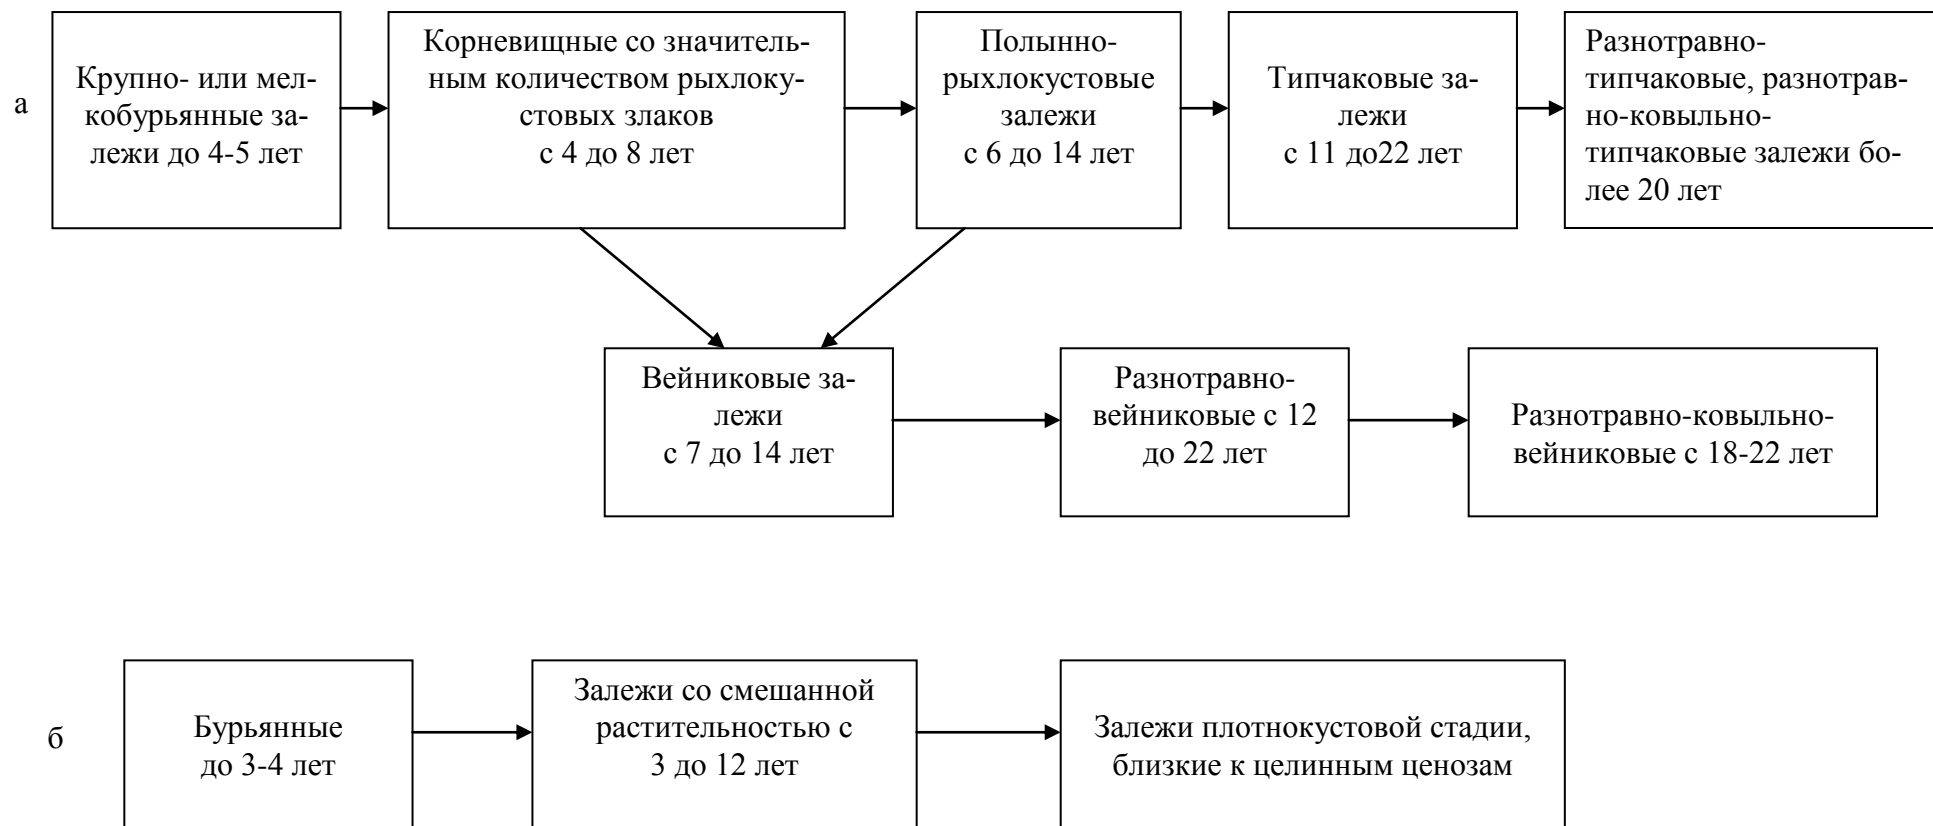 а
Крупно- или мел-
кобурьянные за-
лежи до 4-5 лет
Корневищные со значитель-
ным количеством рыхлоку-
стовых злаков
с 4 до 8 лет
Полынно-
рыхлокустовые
залежи
с 6 до 14 лет
Типчаковые за-
лежи
с 11 до22 лет
Разнотравно-
типчаковые, разнотрав-
но-ковыльно-
типчаковые залежи бо-
лее 20 лет
Вейниковые за-
лежи
с 7 до 14 лет
Разнотравно-
вейниковые с 12
до 22 лет
Разнотравно-ковыльно-
вейниковые с 18-22 лет
б
Бурьянные
до 3-4 лет
Залежи со смешанной
растительностью с
3 до 12 лет
Залежи плотнокустовой стадии,
близкие к целинным ценозам